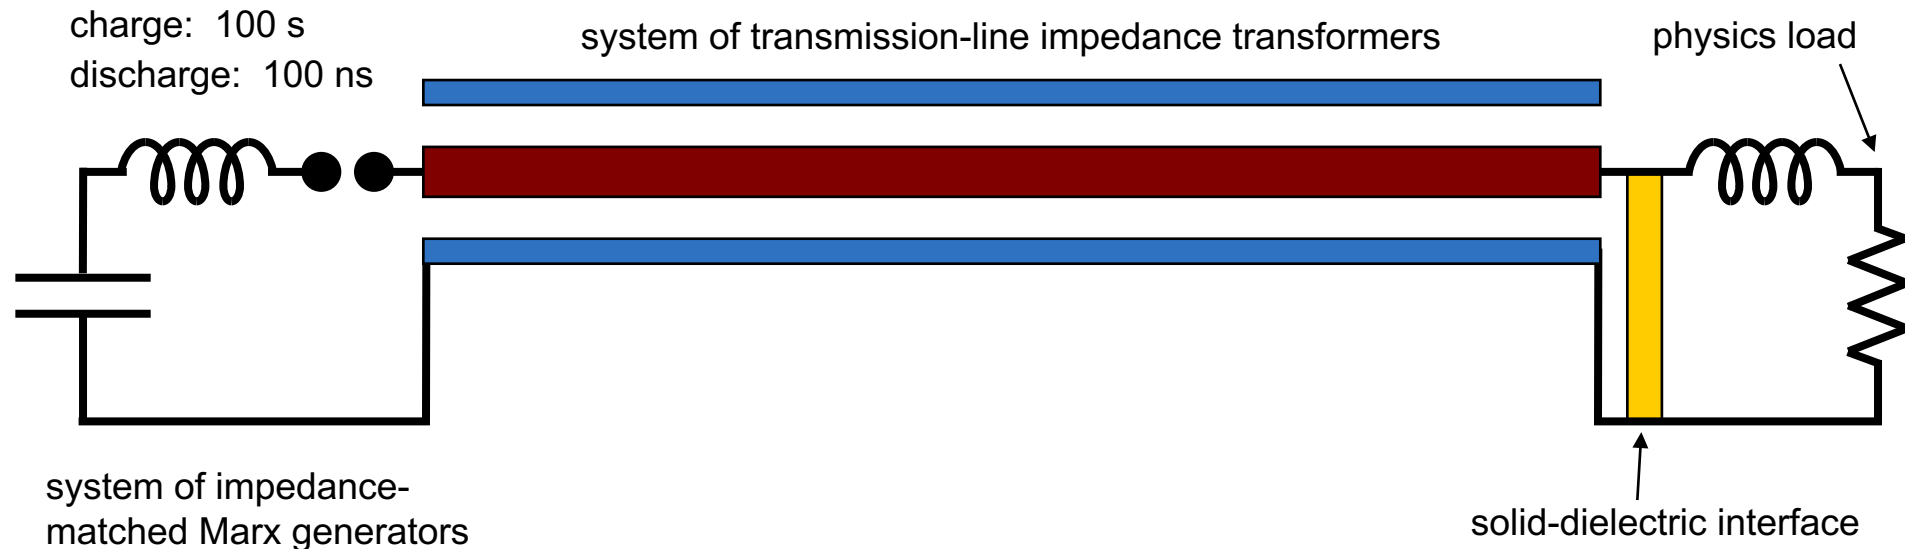 charge:  100 s
discharge:  100 ns
system of transmission-line impedance transformers
physics load
system of impedance-
matched Marx generators
solid-dielectric interface